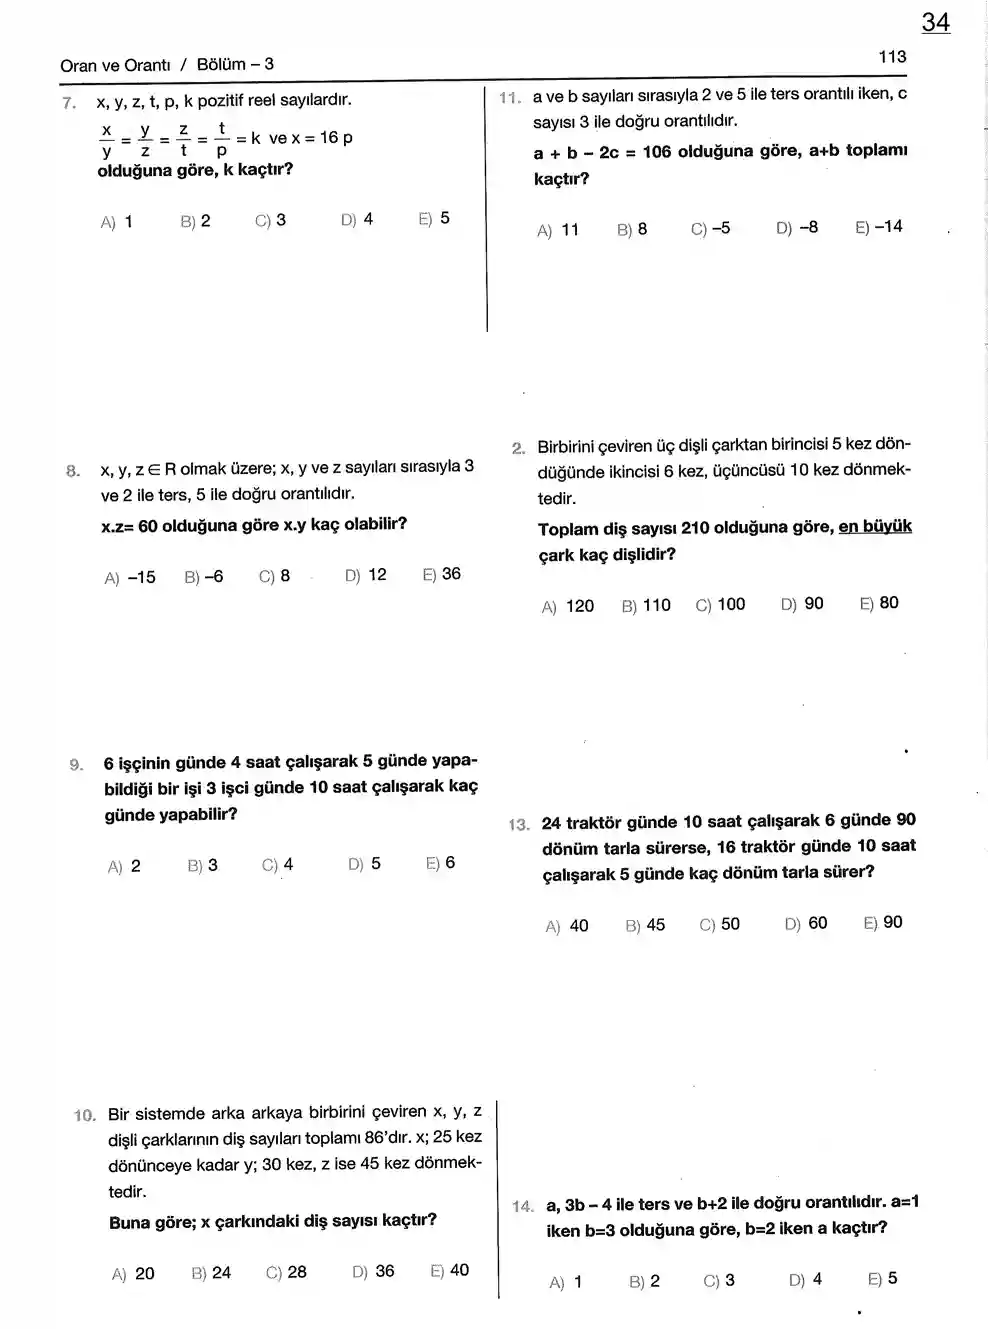 34
Oran ve Orantı / Bölüm – 3
113
7. x, y, z, t, p, k pozitif reel sayılardır.
x/y = y/z = z/t = t/p = k ve x = 16 p
olduğuna göre, k kaçtır?
A) 1 B) 2 C) 3 D) 4 E) 5
8. x, y, z ∈ R olmak üzere; x, y ve z sayıları sırasıyla 3
ve 2 ile ters, 5 ile doğru orantılıdır.
x.z= 60 olduğuna göre x.y kaç olabilir?
A) –15 B) –6 C) 8 D) 12 E) 36
9. 6 işçinin günde 4 saat çalışarak 5 günde yapa-
bildiği bir işi 3 işci günde 10 saat çalışarak kaç
günde yapabilir?
A) 2 B) 3 C) 4 D) 5 E) 6
10. Bir sistemde arka arkaya birbirini çeviren x, y, z
dişli çarklarının diş sayıları toplamı 86'dır. x; 25 kez
dönünceye kadar y; 30 kez, z ise 45 kez dönmek-
tedir.
Buna göre; x çarkındaki diş sayısı kaçtır?
A) 20 B) 24 C) 28 D) 36 E) 40
11. a ve b sayıları sırasıyla 2 ve 5 ile ters orantılı iken, c
sayısı 3 ile doğru orantılıdır.
a + b – 2c = 106 olduğuna göre, a+b toplamı
kaçtır?
A) 11 B) 8 C) –5 D) –8 E) –14
2. Birbirini çeviren üç dişli çarktan birincisi 5 kez dön-
düğünde ikincisi 6 kez, üçüncüsü 10 kez dönmek-
tedir.
Toplam diş sayısı 210 olduğuna göre, en büyük
çark kaç dişlidir?
A) 120 B) 110 C) 100 D) 90 E) 80
13. 24 traktör günde 10 saat çalışarak 6 günde 90
dönüm tarla sürerse, 16 traktör günde 10 saat
çalışarak 5 günde kaç dönüm tarla sürer?
A) 40 B) 45 C) 50 D) 60 E) 90
14. a, 3b – 4 ile ters ve b+2 ile doğru orantılıdır. a=1
iken b=3 olduğuna göre, b=2 iken a kaçtır?
A) 1 B) 2 C) 3 D) 4 E) 5